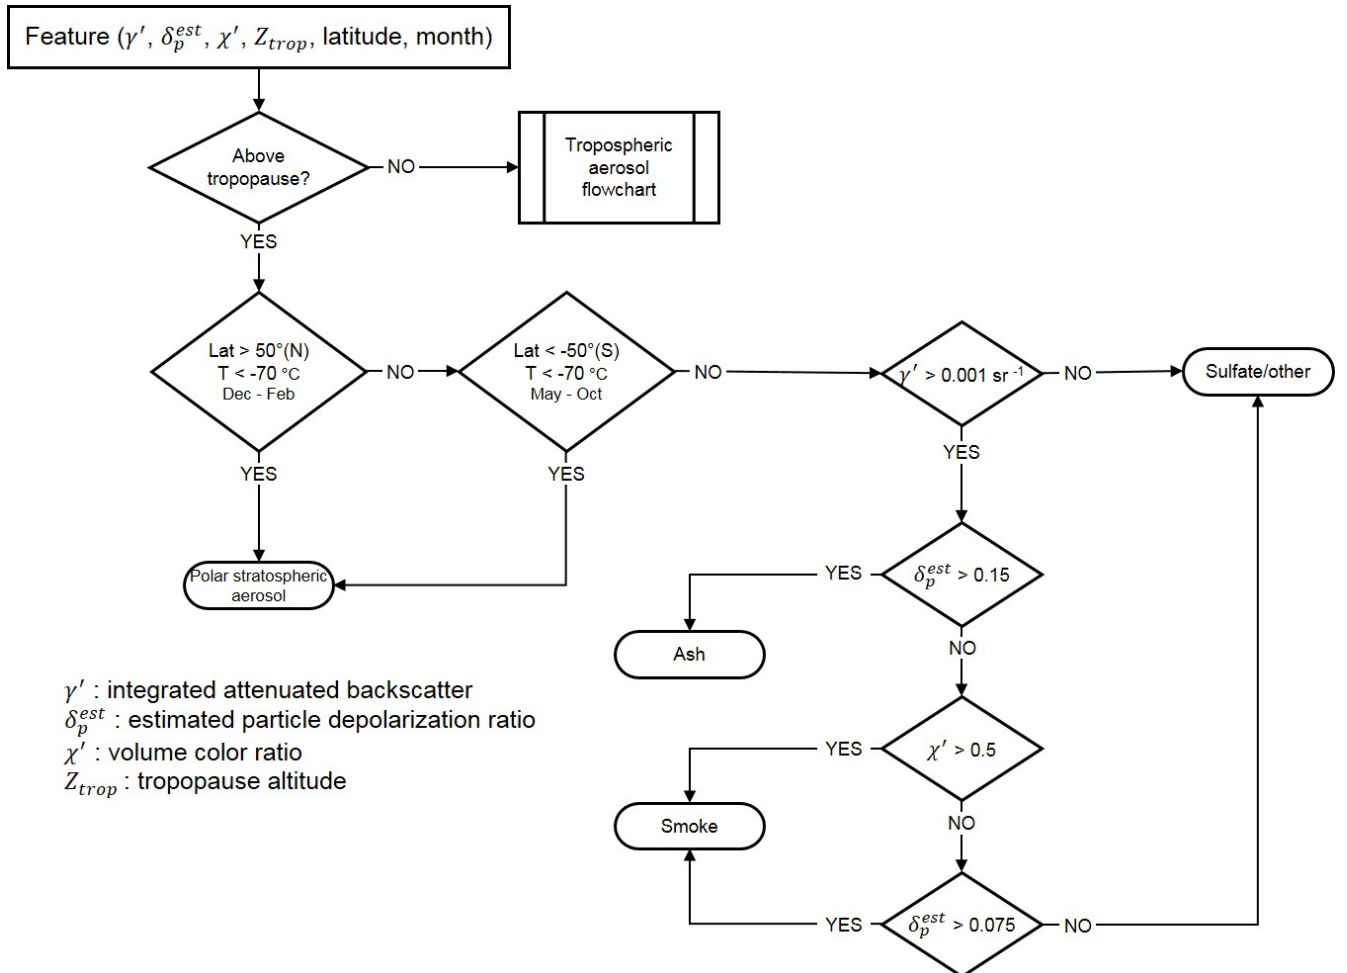 Feature (γ′, δ_p^est, χ′, Z_trop, latitude, month)
Above
tropopause?
NO
Tropospheric
aerosol
flowchart
YES
Lat > 50°(N)
T < -70 °C
Dec - Feb
NO
Lat < -50°(S)
T < -70 °C
May - Oct
NO
γ′ > 0.001 sr⁻¹
NO
Sulfate/other
YES
YES
YES
Polar stratospheric
aerosol
δ_p^est > 0.15
YES
Ash
NO
χ′ > 0.5
YES
Smoke
NO
δ_p^est > 0.075
YES
NO
γ′ : integrated attenuated backscatter
δ_p^est : estimated particle depolarization ratio
χ′ : volume color ratio
Z_trop : tropopause altitude